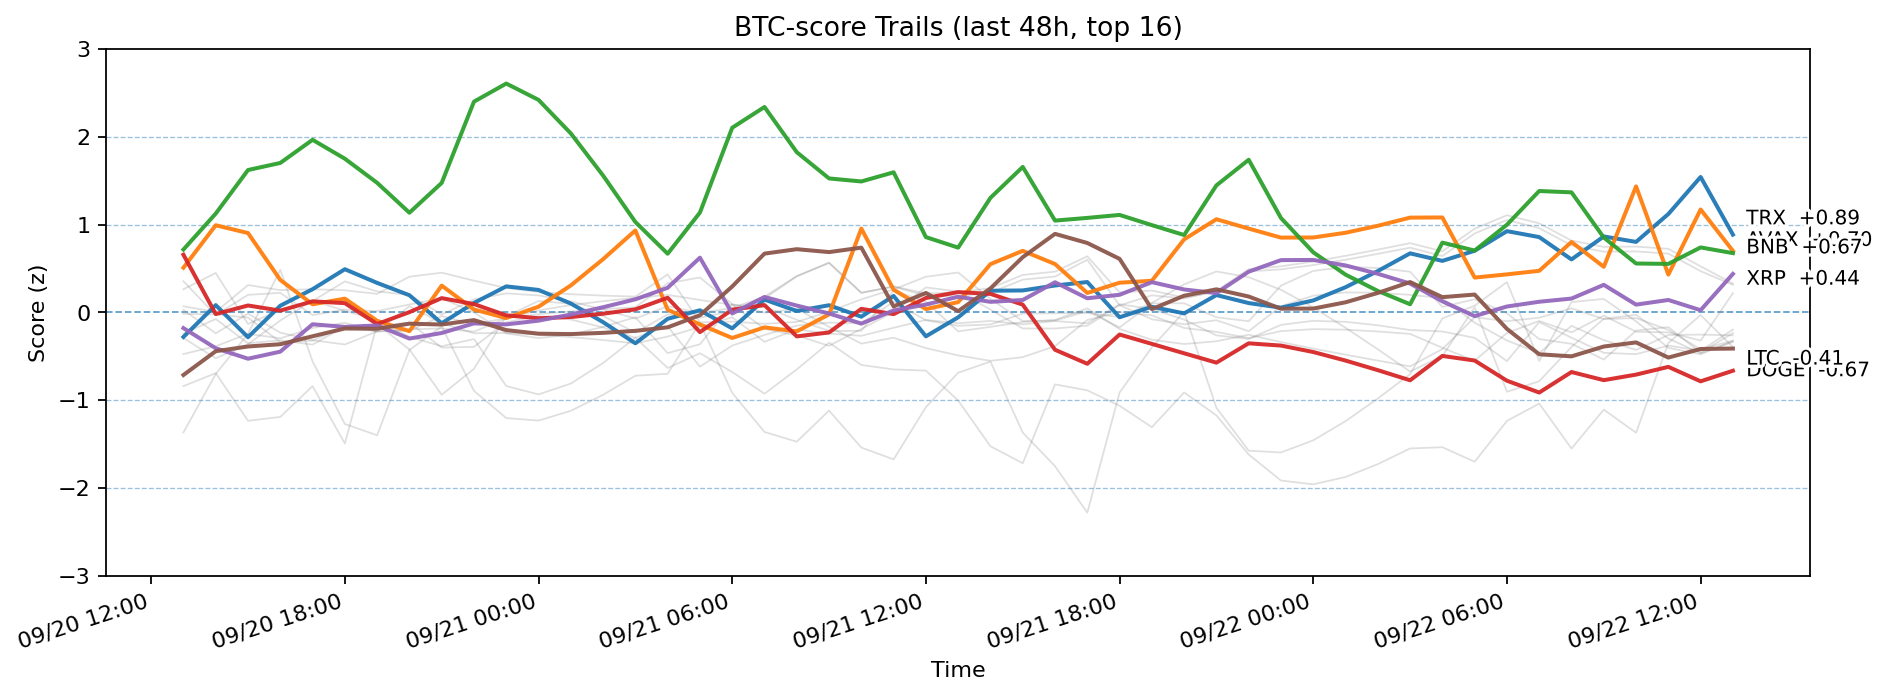 BTC-score Trails (last 48h, top 16)
Score (z)
3
2
1
0
−1
−2
−3
TRX +0.89
AVAX +0.70
BNB +0.67
XRP +0.44
LTC -0.41
DOGE -0.67
09/20 12:00
09/20 18:00
09/21 00:00
09/21 06:00
09/21 12:00
09/21 18:00
09/22 00:00
09/22 06:00
09/22 12:00
Time